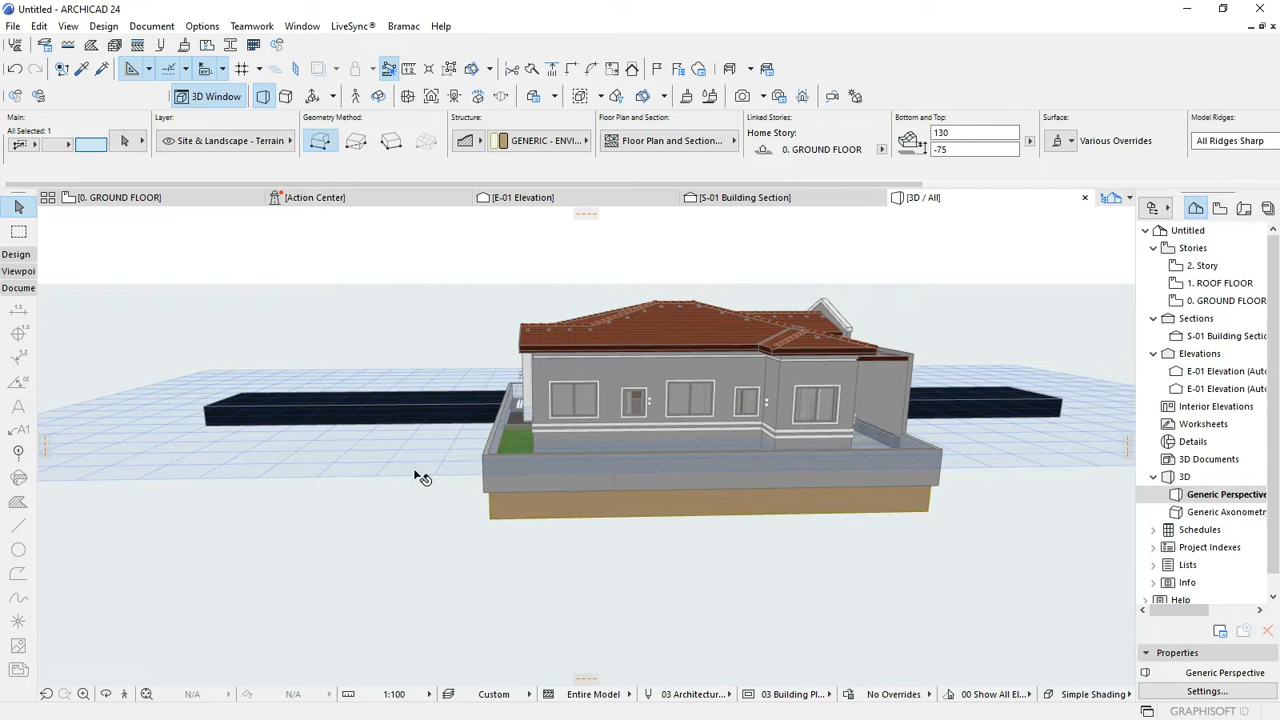 Untitled - ARCHICAD 24
File Edit View Design Document Options Teamwork Window LiveSync® Bramac Help
3D Window
Main:
All Selected: 1
Layer:
Site & Landscape - Terrain
Geometry Method:
Structure:
GENERIC - ENVI...
Floor Plan and Section:
Floor Plan and Section...
Linked Stories:
Home Story:
0. GROUND FLOOR
Bottom and Top:
130
-75
Surface:
Various Overrides
Model Ridges:
All Ridges Sharp
[0. GROUND FLOOR]
[Action Center]
[E-01 Elevation]
[S-01 Building Section]
[3D / All]
Design
Viewpoi
Docume
Untitled
Stories
2. Story
1. ROOF FLOOR
0. GROUND FLOOR
Sections
S-01 Building Section
Elevations
E-01 Elevation (Auto
E-01 Elevation (Auto
Interior Elevations
Worksheets
Details
3D Documents
3D
Generic Perspective
Generic Axonometr
Schedules
Project Indexes
Lists
Info
Help
Properties
Generic Perspective
Settings...
N/A
N/A
1:100
Custom
Entire Model
03 Architectur...
03 Building Pl...
No Overrides
00 Show All El...
Simple Shading
GRAPHISOFT ID